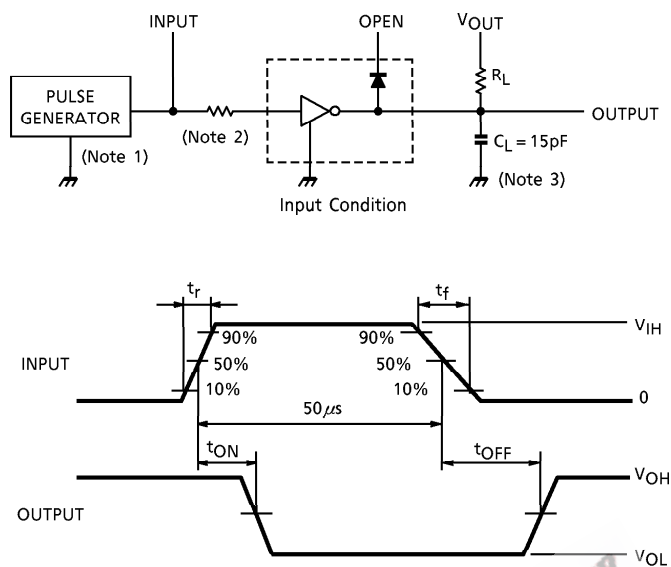 INPUT OPEN VOUT
RL
PULSE
GENERATOR
OUTPUT
(Note 1) (Note 2)
CL = 15pF
(Note 3)
Input Condition
tr tf
VIH
90% 90%
INPUT 50% 50%
10% 10%
0
50μs
tON tOFF
VOH
OUTPUT
VOL